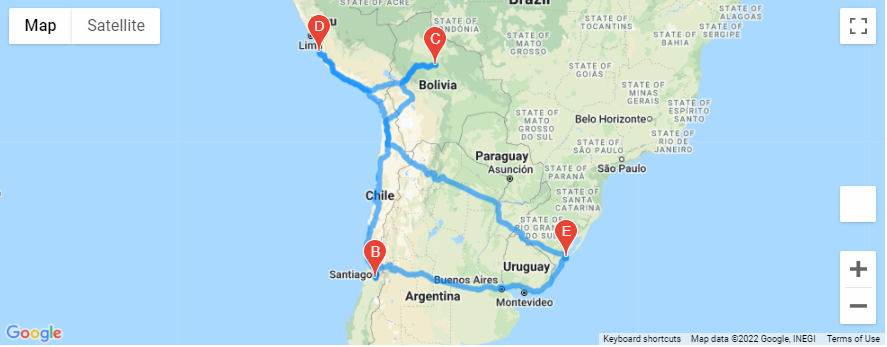 Map
Satellite
Brazil
STATE OF ACRE
STATE OF RONDÔNIA
STATE OF TOCANTINS
STATE OF ALAGOAS
STATE OF SERGIPE
STATE OF BAHIA
D
Lima
C
Bolivia
STATE OF MATO GROSSO
STATE OF GOIÁS
STATE OF MINAS GERAIS
STATE OF ESPÍRITO SANTO
Belo Horizonte
STATE OF MATO GROSSO DO SUL
STATE OF RIO DE JANEIRO
STATE OF SÃO PAULO
Paraguay
Asunción
São Paulo
STATE OF PARANÁ
Chile
STATE OF SANTA CATARINA
STATE OF RIO GRANDE DO SUL
E
B
Santiago
Uruguay
Buenos Aires
Argentina
Montevideo
Google
Keyboard shortcuts
Map data ©2022 Google, INEGI
Terms of Use